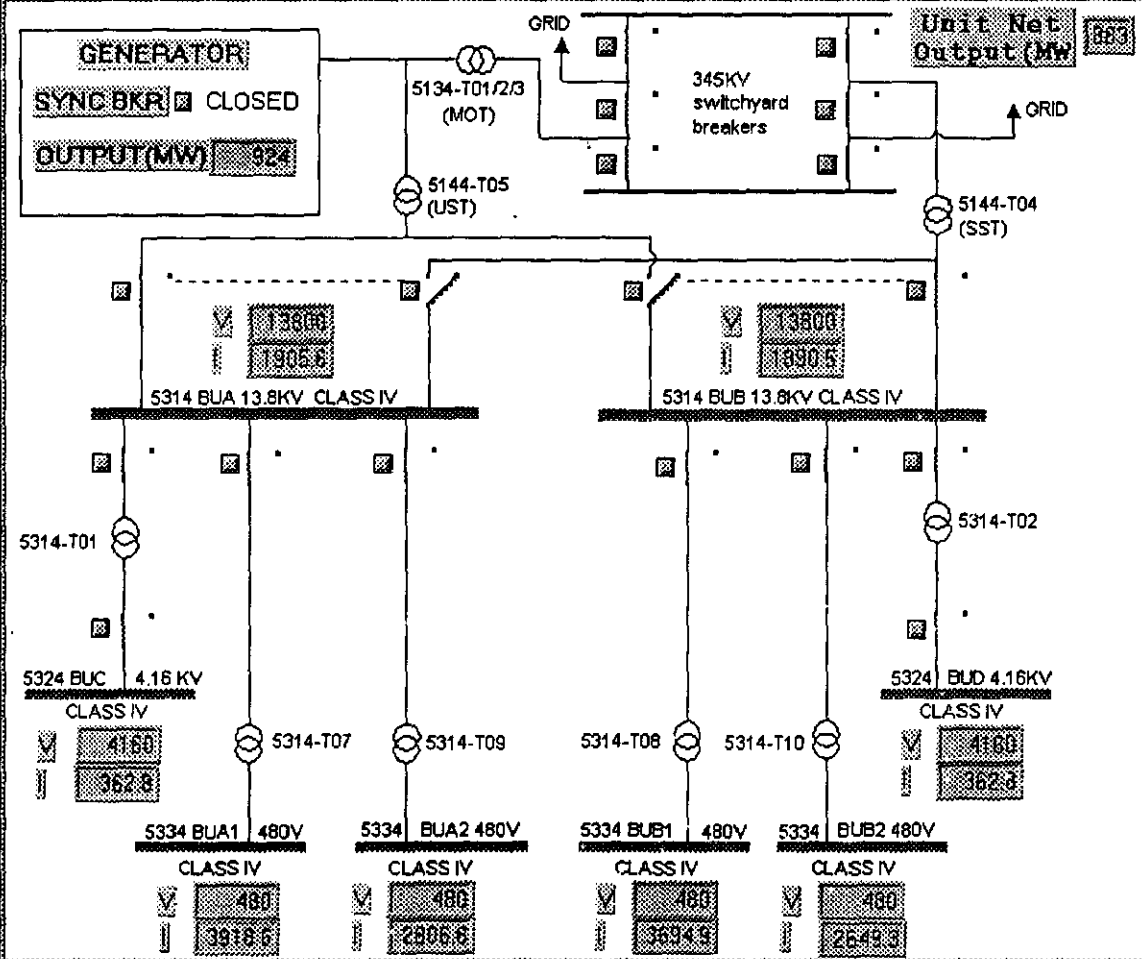 GRID
Unit Net
Output(MW
883
GENERATOR
SYNC BKR CLOSED
OUTPUT(MW) 924
5134-T01/2/3
(MOT)
345KV
switchyard
breakers
GRID
5144-T05
(UST)
5144-T04
(SST)
V 13800
I 1905.6
V 13800
I 1890.5
5314 BUA 13.8KV CLASS IV
5314 BUB 13.8KV CLASS IV
5314-T01
5314-T02
5324 BUC 4.16 KV
CLASS IV
V 4160
I 362.8
5324 BUD 4.16KV
CLASS IV
V 4160
I 362.8
5314-T07
5314-T09
5314-T08
5314-T10
5334 BUA1 480V
CLASS IV
V 480
I 3918.6
5334 BUA2 480V
CLASS IV
V 480
I 2806.8
5334 BUB1 480V
CLASS IV
V 480
I 3694.9
5334 BUB2 480V
CLASS IV
V 480
I 2649.3